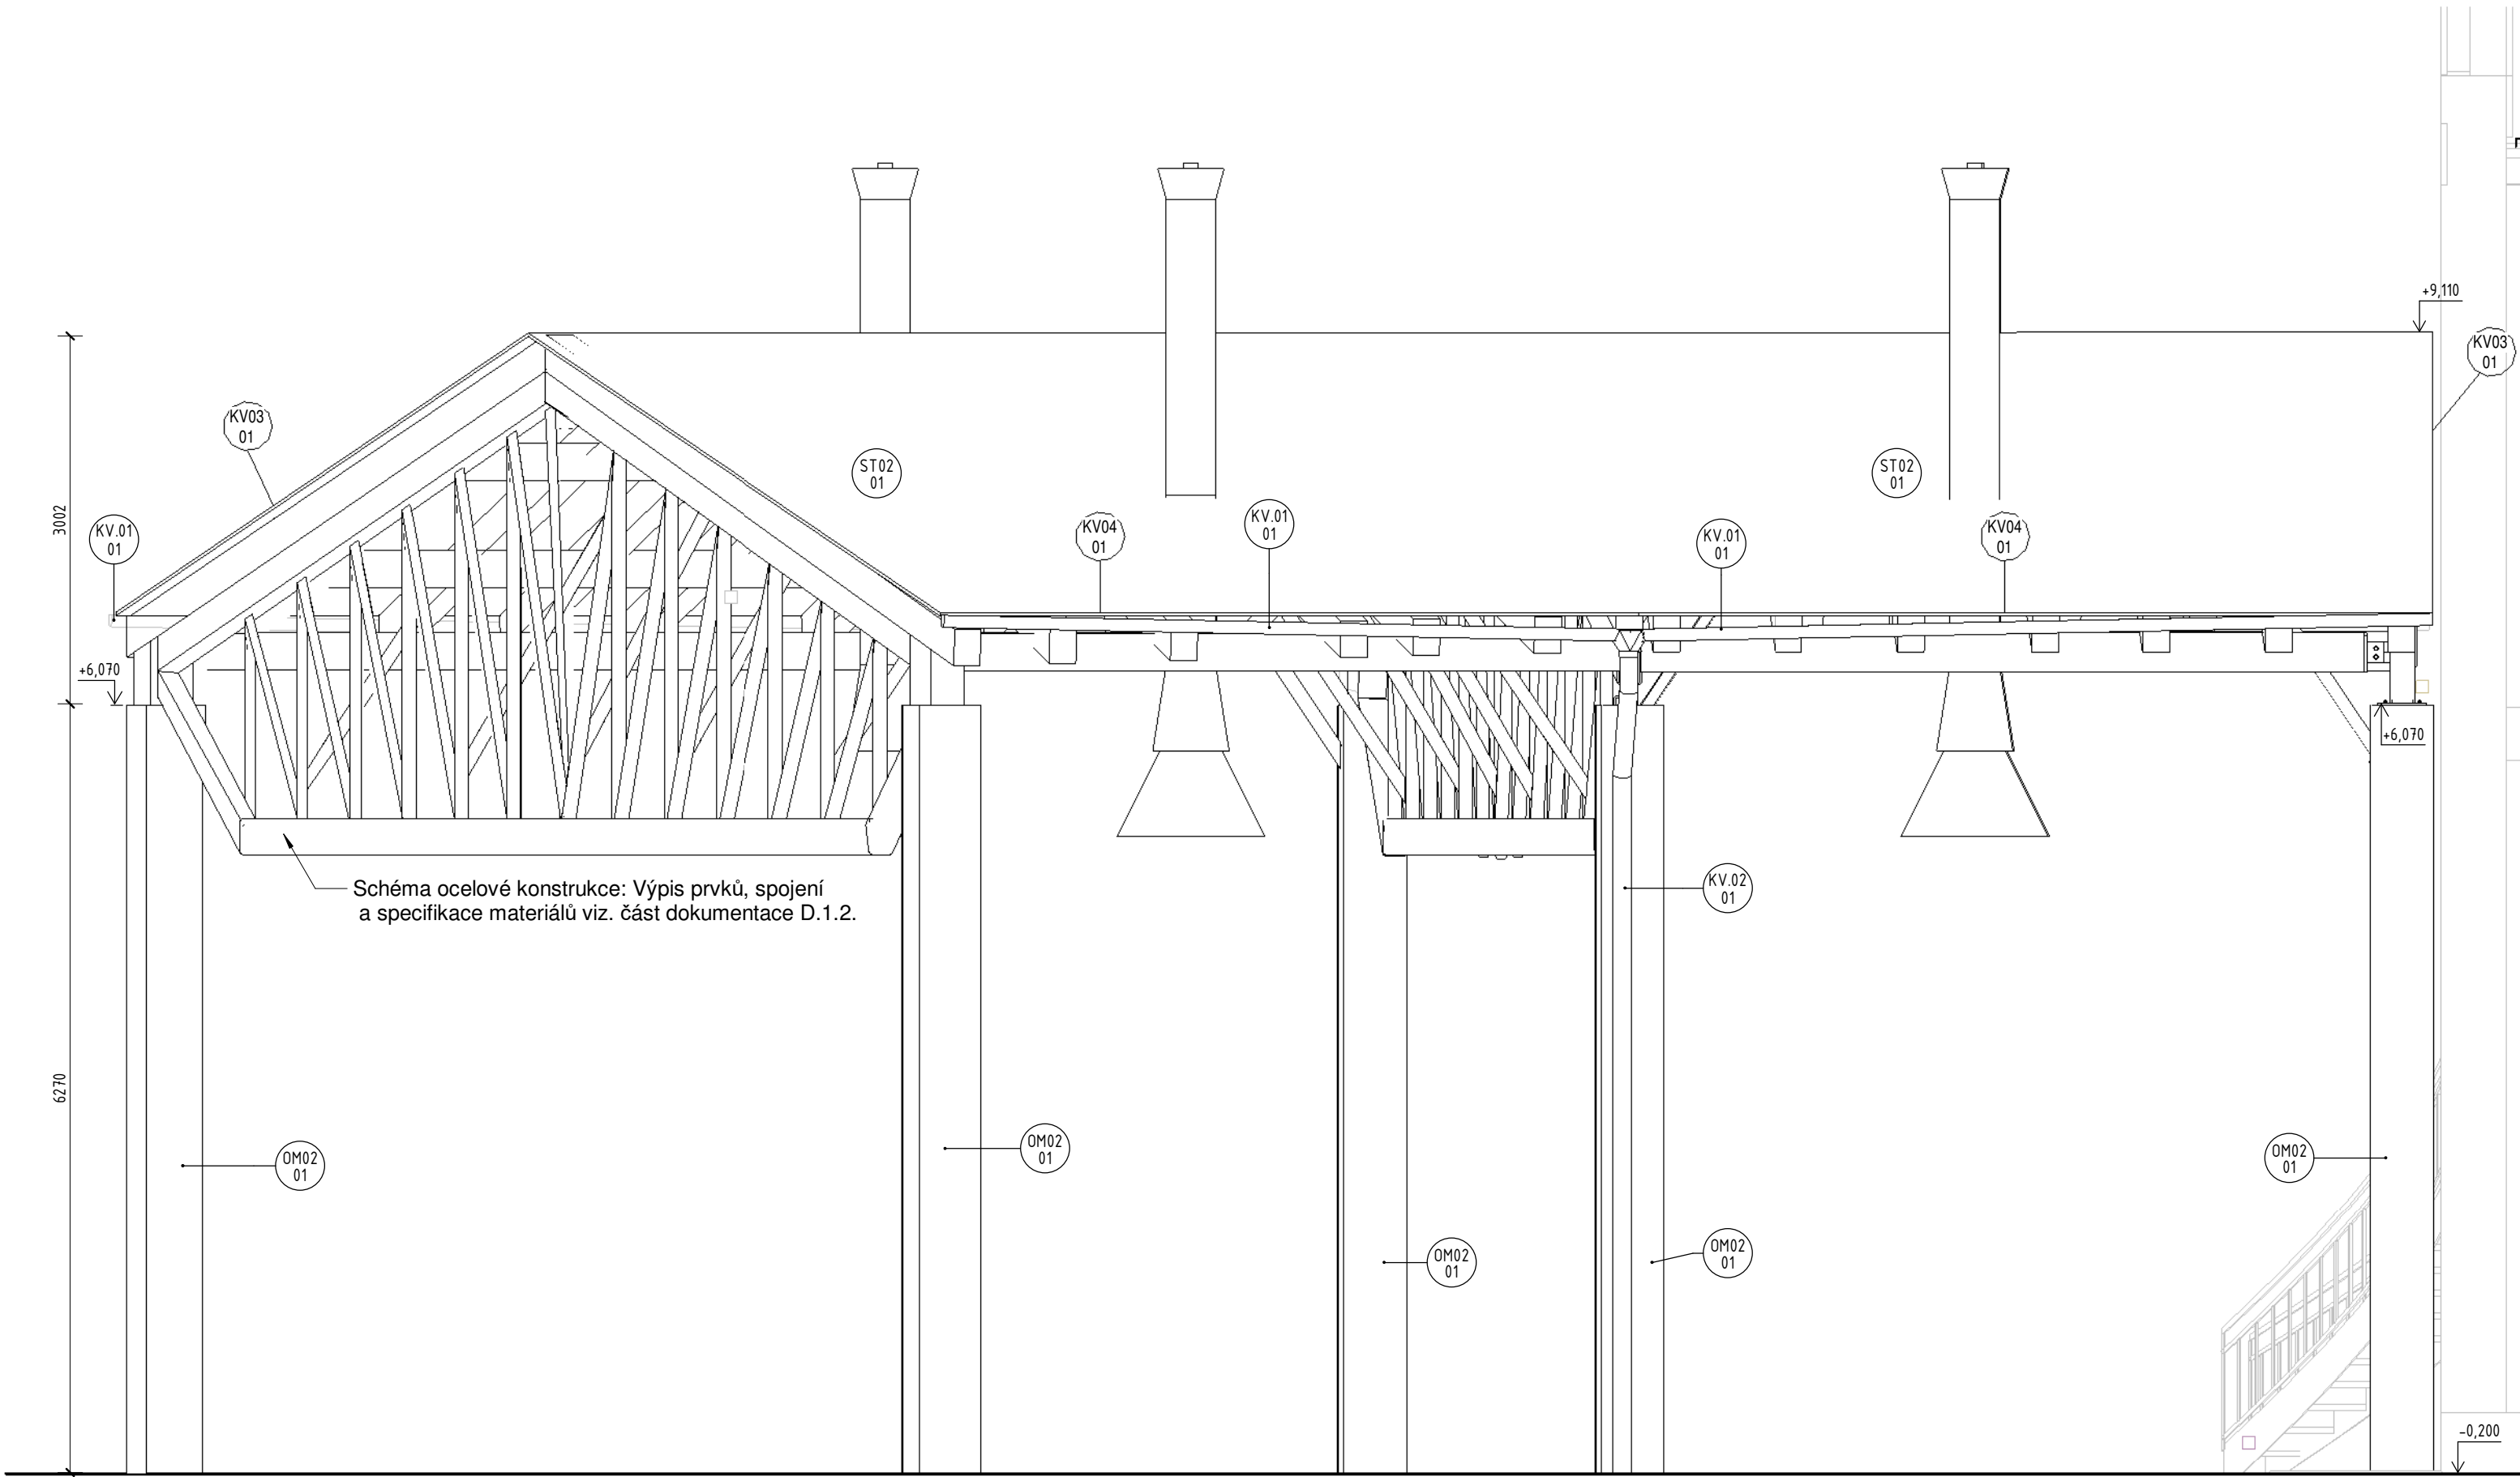 +9,110
KV03
01
KV03
01
ST02
01
ST02
01
3002
KV.01
01
KV04
01
KV.01
01
KV.01
01
KV04
01
+6,070
+6,070
Schéma ocelové konstrukce: Výpis prvků, spojení
a specifikace materiálů viz. část dokumentace D.1.2.
KV.02
01
6270
OM02
01
OM02
01
OM02
01
OM02
01
OM02
01
-0,200